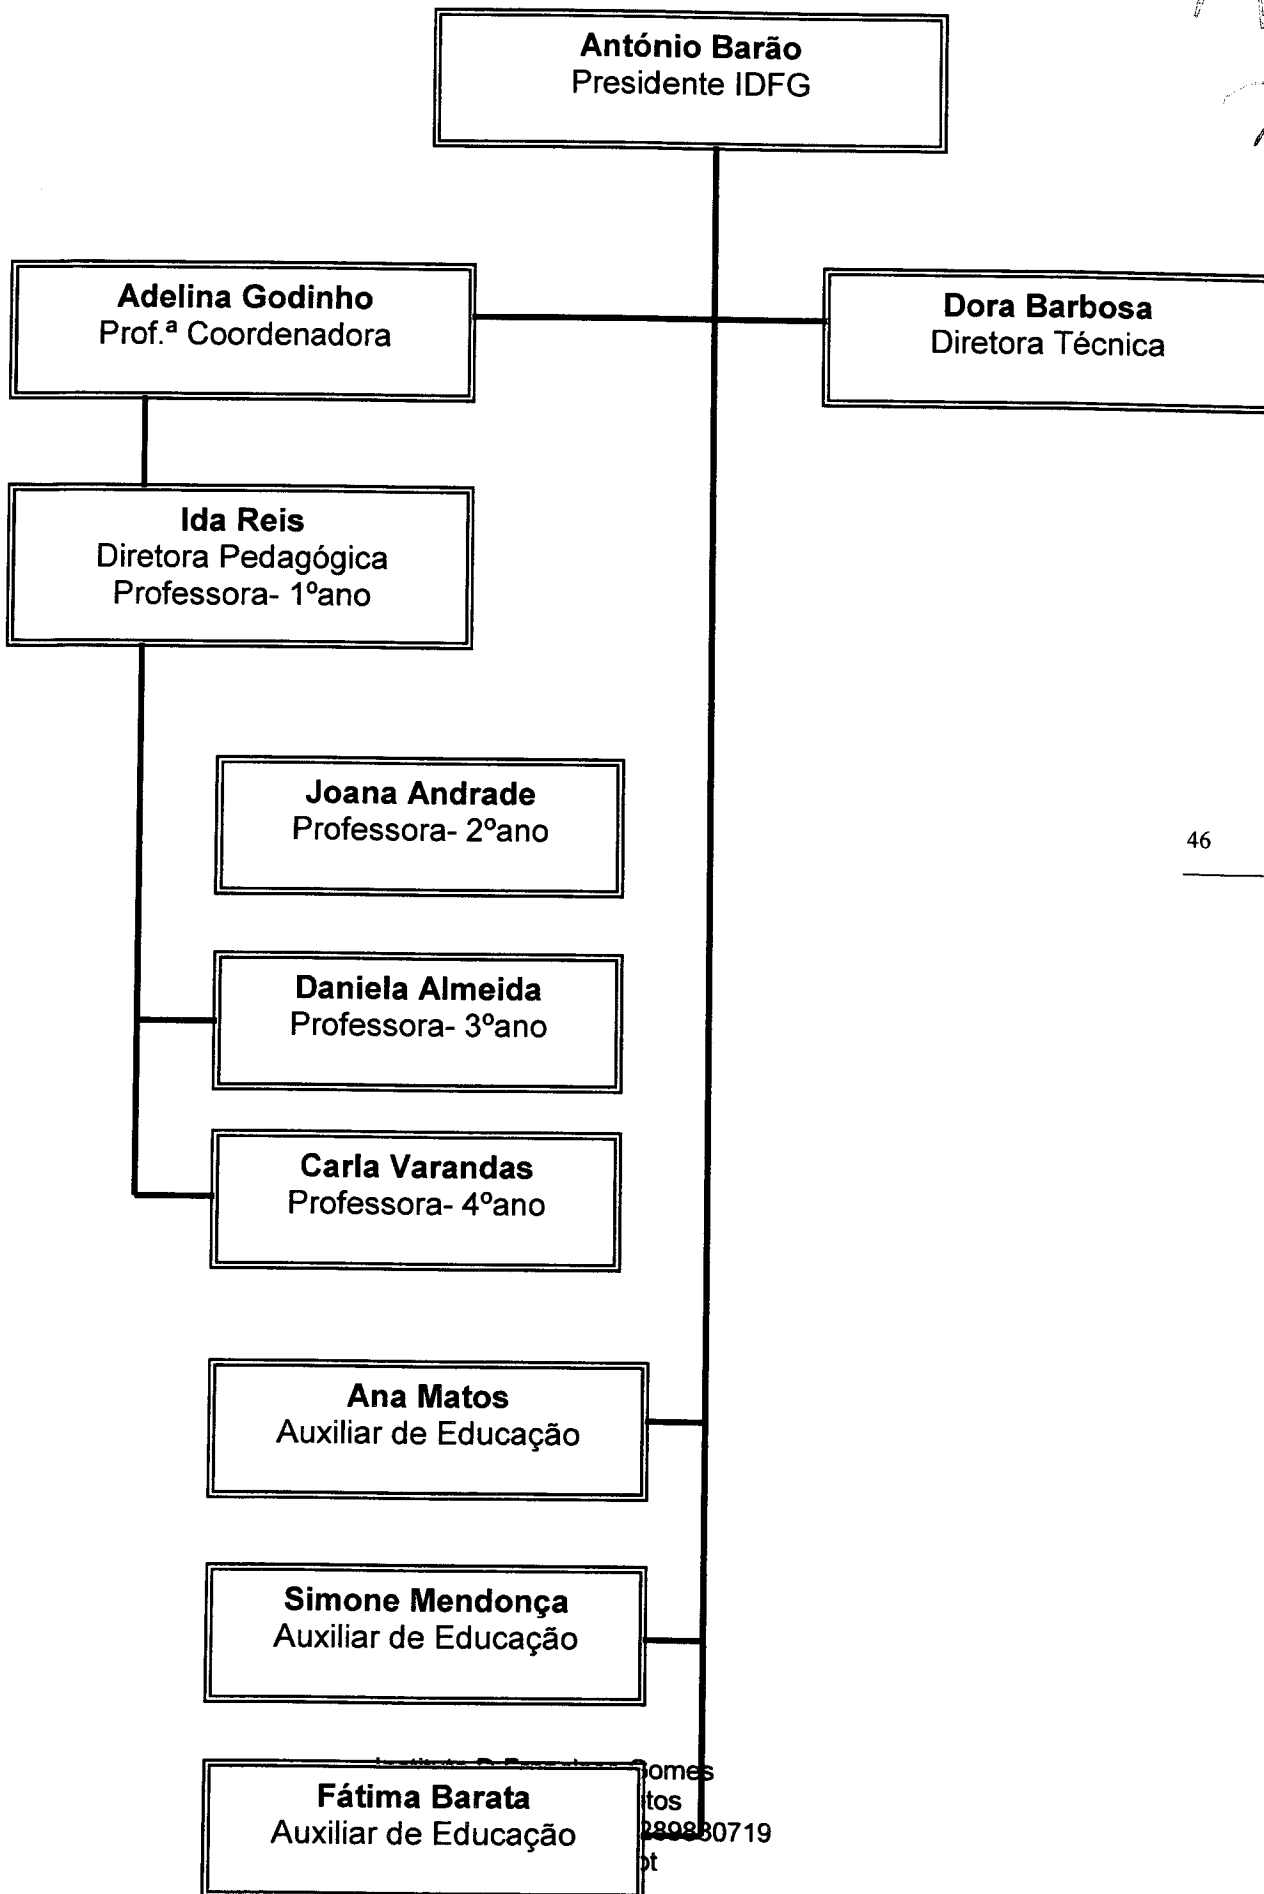 António Barão
Presidente IDFG
Adelina Godinho
Prof.ª Coordenadora
Dora Barbosa
Diretora Técnica
Ida Reis
Diretora Pedagógica
Professora- 1ºano
Joana Andrade
Professora- 2ºano
46
Daniela Almeida
Professora- 3ºano
Carla Varandas
Professora- 4ºano
Ana Matos
Auxiliar de Educação
Simone Mendonça
Auxiliar de Educação
Fátima Barata
Auxiliar de Educação
Gomes
289830719